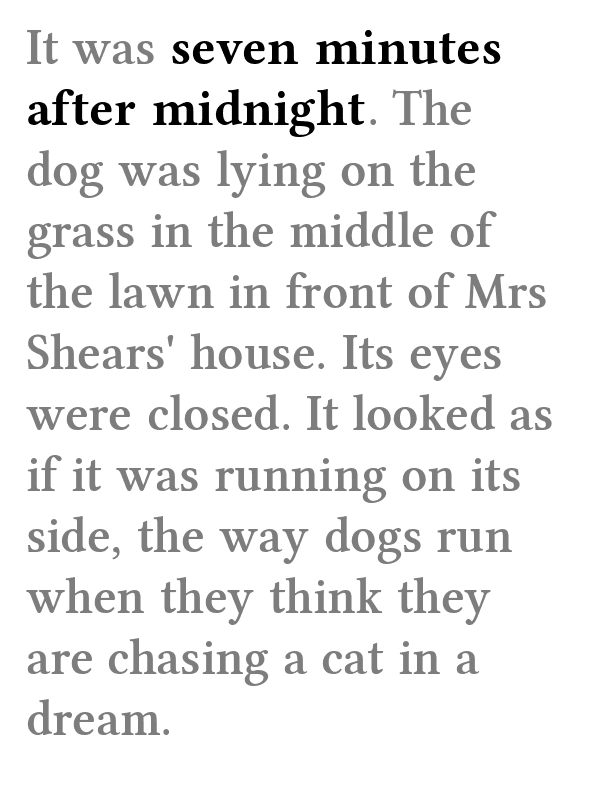 It was seven minutes
after midnight. The
dog was lying on the
grass in the middle of
the lawn in front of Mrs
Shears' house. Its eyes
were closed. It looked as
if it was running on its
side, the way dogs run
when they think they
are chasing a cat in a
dream.